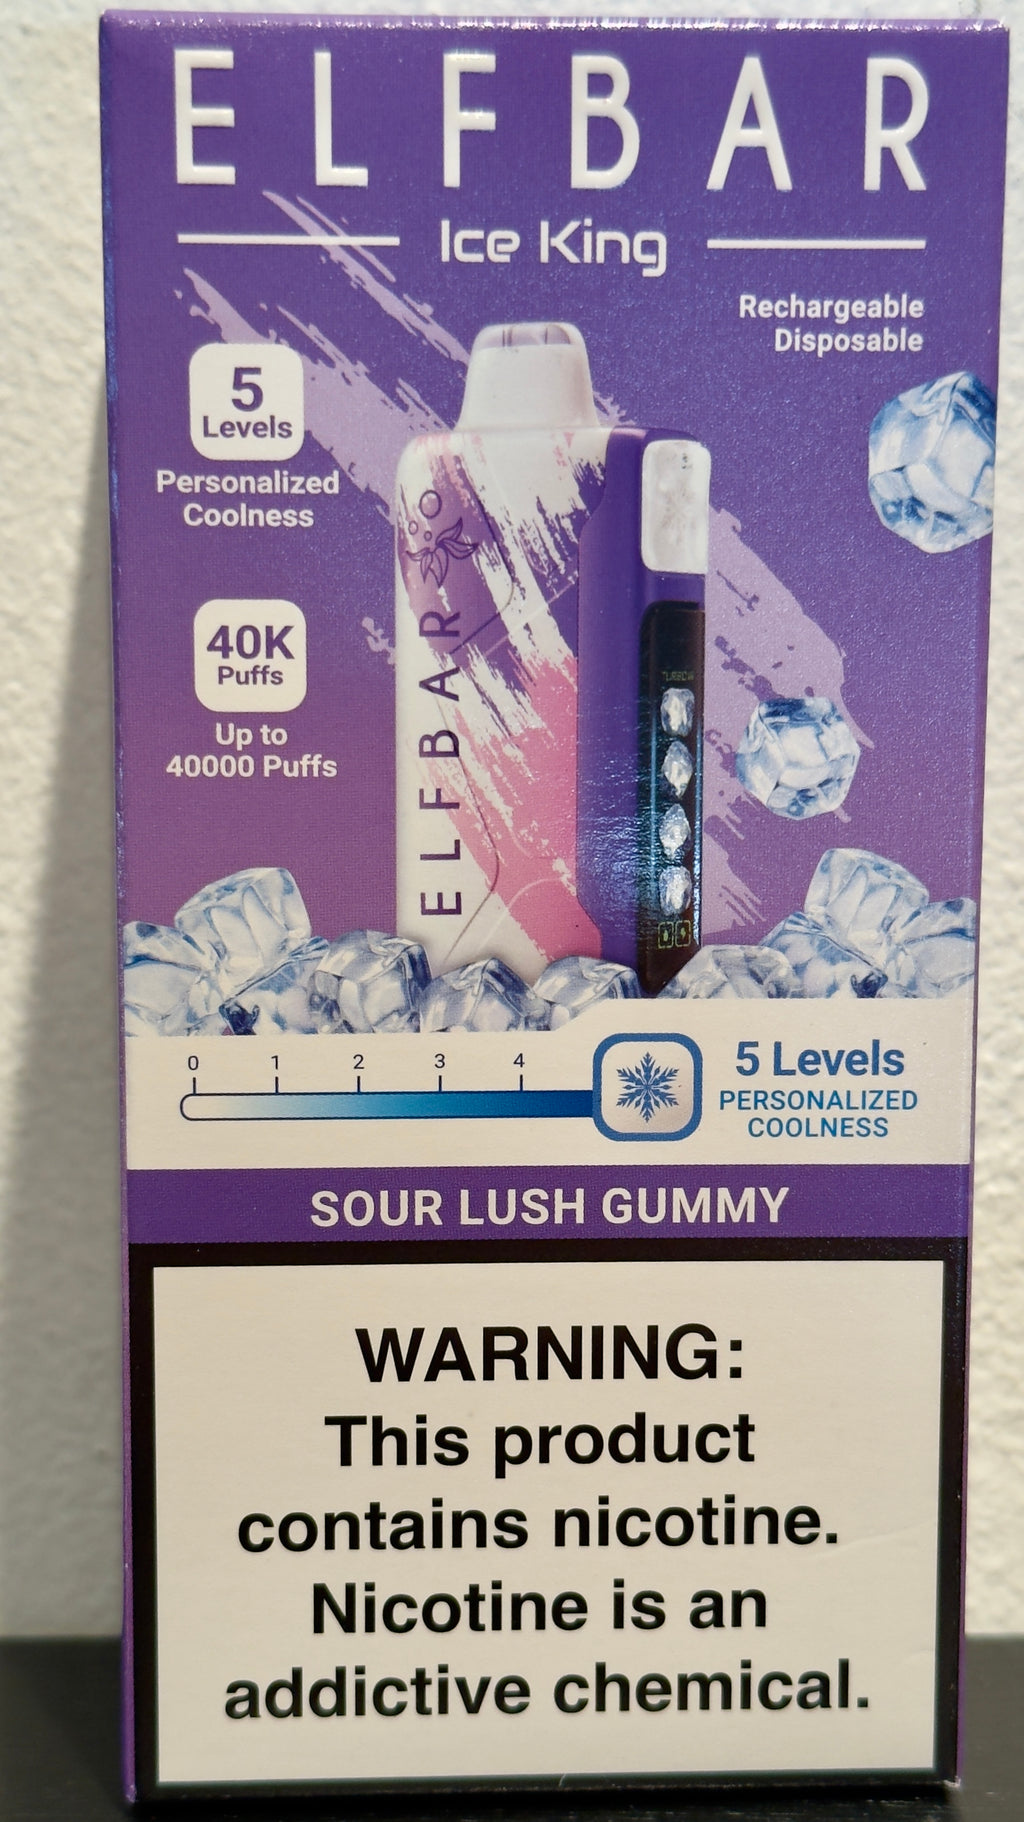 ELFBAR
Ice King
Rechargeable
Disposable
5
Levels
Personalized
Coolness
40K
Puffs
Up to
40000 Puffs
ELFBAR
0 1 2 3 4
5 Levels
PERSONALIZED
COOLNESS
SOUR LUSH GUMMY
WARNING:
This product
contains nicotine.
Nicotine is an
addictive chemical.